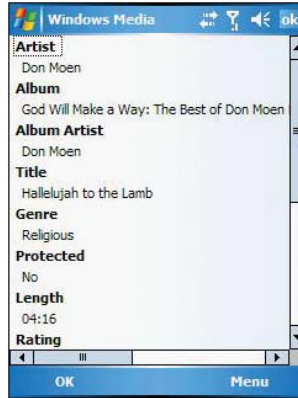 Windows Media ok
Artist
Don Moen
Album
God Will Make a Way: The Best of Don Moen
Album Artist
Don Moen
Title
Hallelujah to the Lamb
Genre
Religious
Protected
No
Length
04:16
Rating
OK Menu